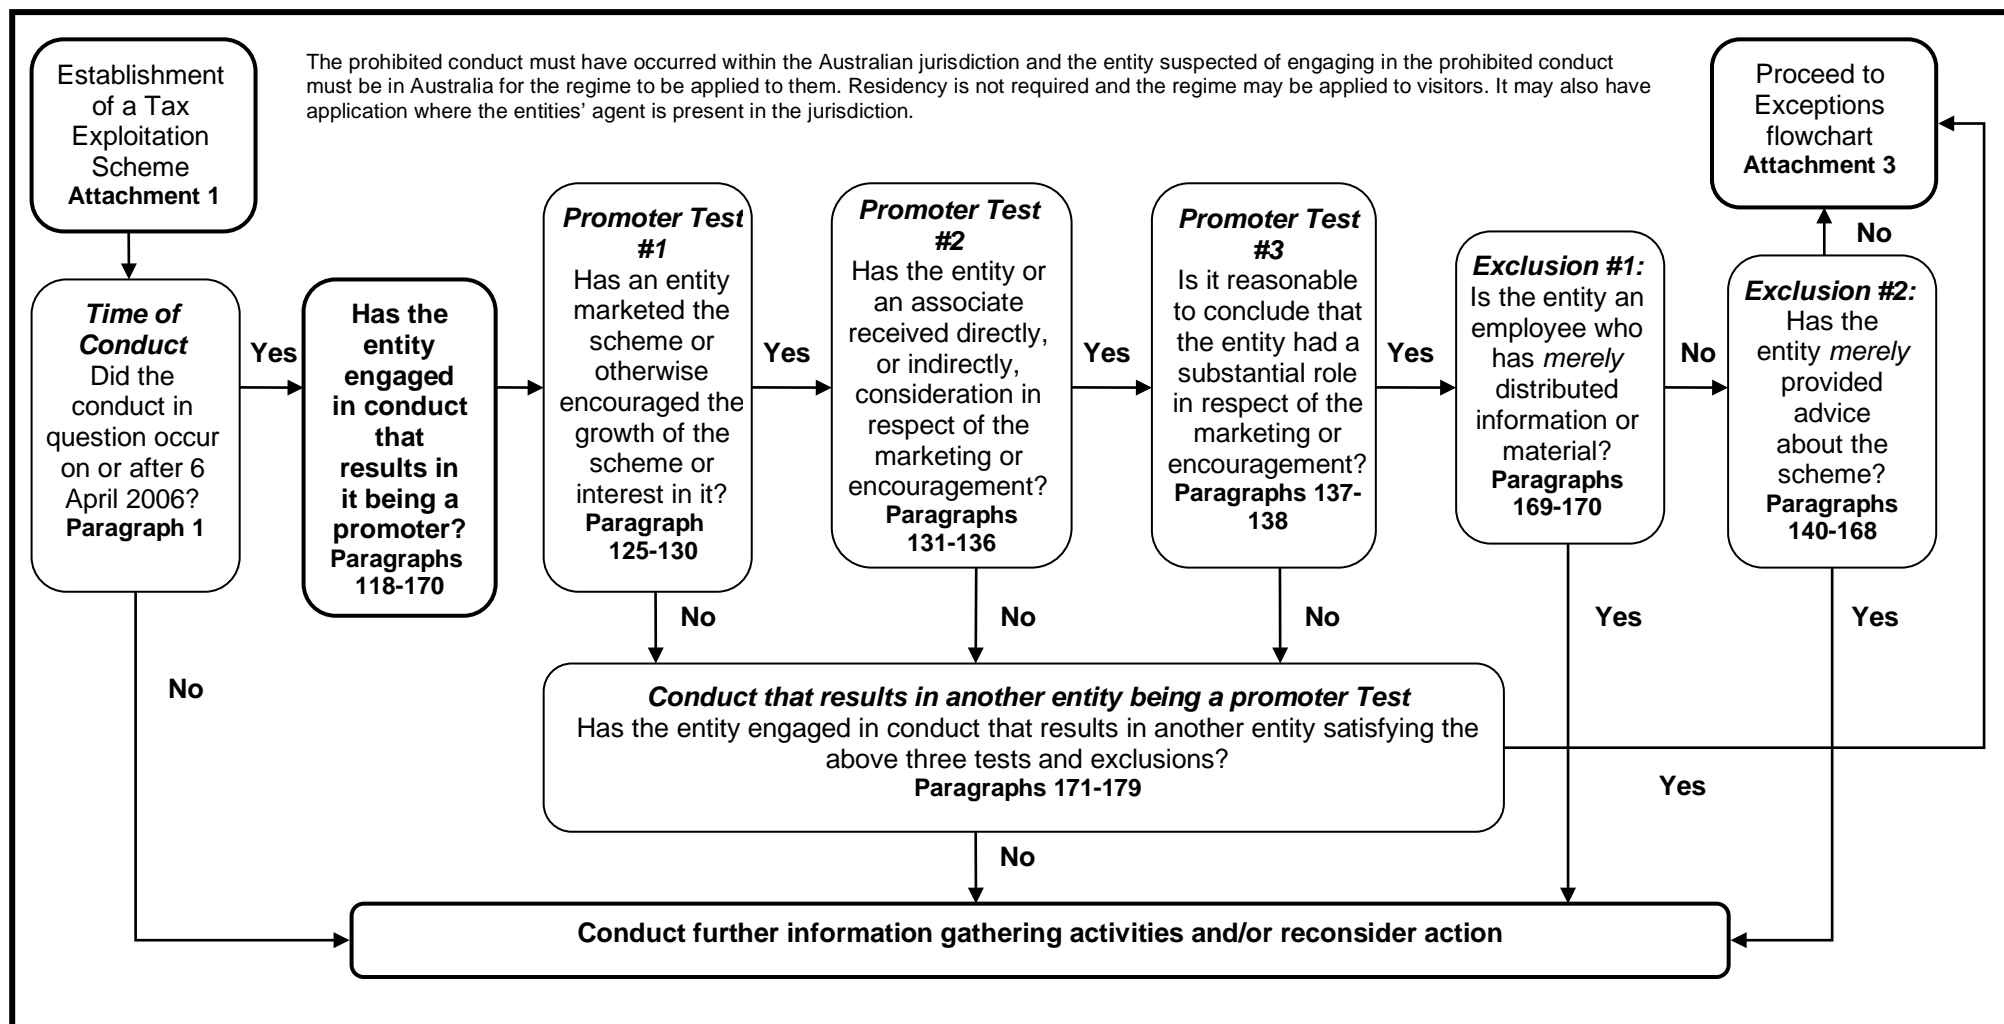 Establishment
of a Tax
Exploitation
Scheme
Attachment 1
The prohibited conduct must have occurred within the Australian jurisdiction and the entity suspected of engaging in the prohibited conduct
must be in Australia for the regime to be applied to them. Residency is not required and the regime may be applied to visitors. It may also have
application where the entities’ agent is present in the jurisdiction.
Proceed to
Exceptions
flowchart
Attachment 3
Time of
Conduct
Did the
conduct in
question occur
on or after 6
April 2006?
Paragraph 1
Yes
No
Has the
entity
engaged
in conduct
that
results in
it being a
promoter?
Paragraphs
118-170
Promoter Test
#1
Has an entity
marketed the
scheme or
otherwise
encouraged the
growth of the
scheme or
interest in it?
Paragraph
125-130
Yes
No
Promoter Test
#2
Has the entity or
an associate
received directly,
or indirectly,
consideration in
respect of the
marketing or
encouragement?
Paragraphs
131-136
Yes
No
Promoter Test
#3
Is it reasonable
to conclude that
the entity had a
substantial role
in respect of the
marketing or
encouragement?
Paragraphs 137-
138
Yes
No
Exclusion #1:
Is the entity an
employee who
has merely
distributed
information or
material?
Paragraphs
169-170
No
Yes
Exclusion #2:
Has the
entity merely
provided
advice
about the
scheme?
Paragraphs
140-168
No
Yes
Conduct that results in another entity being a promoter Test
Has the entity engaged in conduct that results in another entity satisfying the
above three tests and exclusions?
Paragraphs 171-179
Yes
No
Conduct further information gathering activities and/or reconsider action